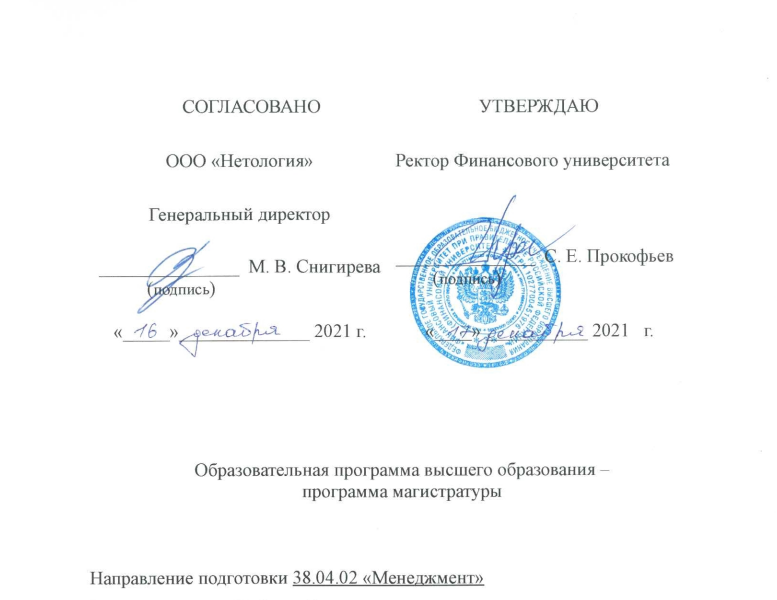 СОГЛАСОВАНО
ООО «Нетология»
Генеральный директор
М. В. Снигирева
(подпись)
«16» декабря 2021 г.
УТВЕРЖДАЮ
Ректор Финансового университета
С. Е. Прокофьев
(подпись)
«17» декабря 2021 г.
Образовательная программа высшего образования –
программа магистратуры
Направление подготовки 38.04.02 «Менеджмент»